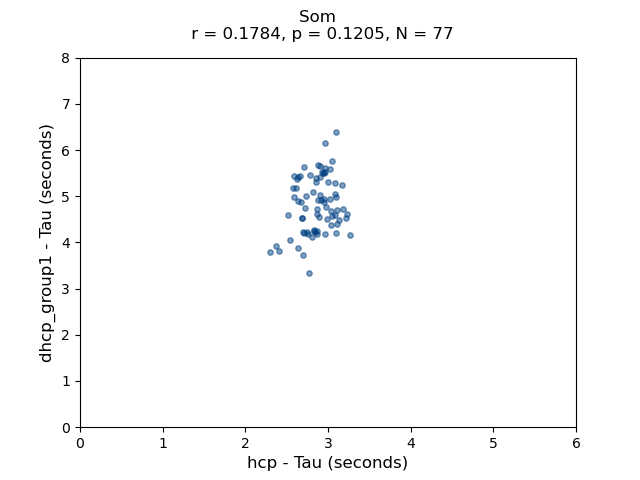 Som
r = 0.1784, p = 0.1205, N = 77
8
7
6
5
4
3
2
1
0
dhcp_group1 - Tau (seconds)
0 1 2 3 4 5 6
hcp - Tau (seconds)